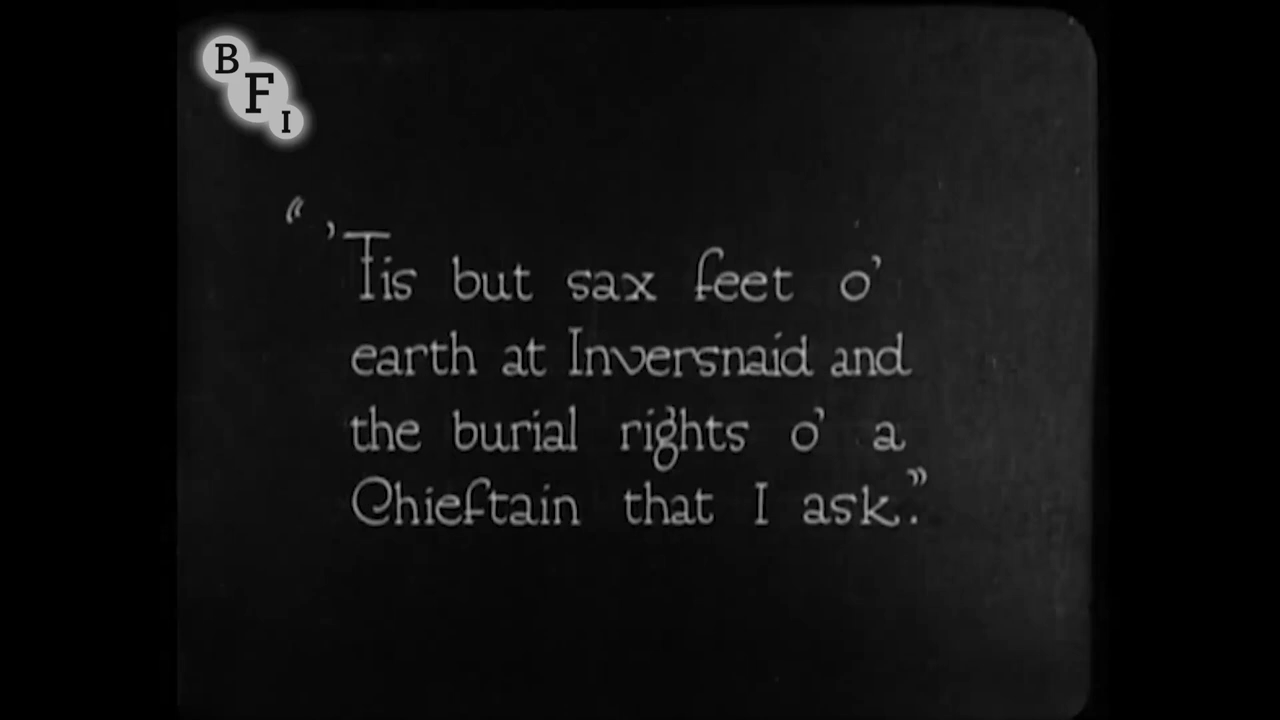 BFI
“ ’Tis but sax feet o’
earth at Inversnaid and
the burial rights o’ a
Chieftain that I ask.”